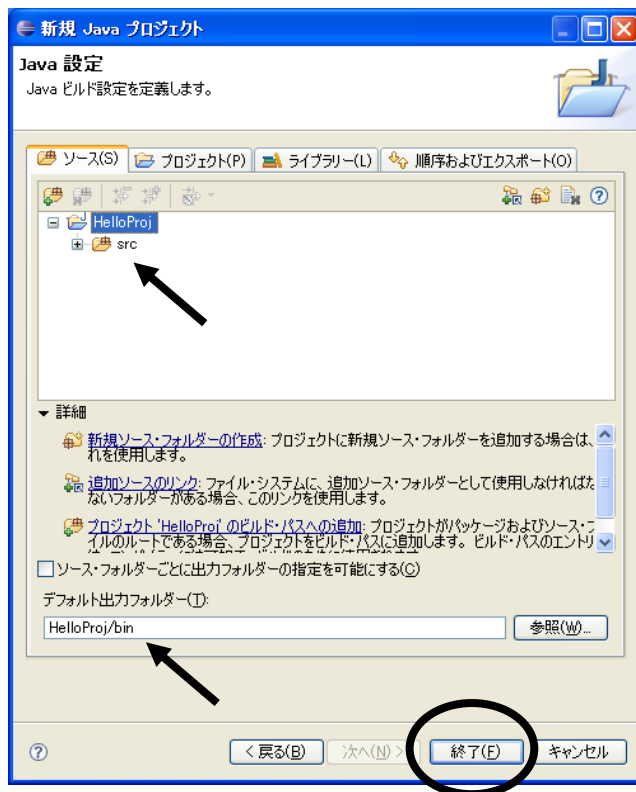 新規 Java プロジェクト
Java 設定
Java ビルド設定を定義します。
ソース(S) プロジェクト(P) ライブラリー(L) 順序およびエクスポート(O)
HelloProj
src
詳細
新規ソース・フォルダーの作成: プロジェクトに新規ソース・フォルダーを追加する場合は、
れを使用します。
追加ソースのリンク: ファイル・システムに、追加ソース・フォルダーとして使用しなければな
ないフォルダーがある場合、このリンクを使用します。
プロジェクト 'HelloProj' のビルド・パスへの追加: プロジェクトがパッケージおよびソース・フ
イルのルートである場合、プロジェクトをビルド・パスに追加します。ビルド・パスのエントリ
ソース・フォルダーごとに出力フォルダーの指定を可能にする(C)
デフォルト出力フォルダー(T):
HelloProj/bin 参照(W)...
< 戻る(B) 次へ(N) > 終了(F) キャンセル